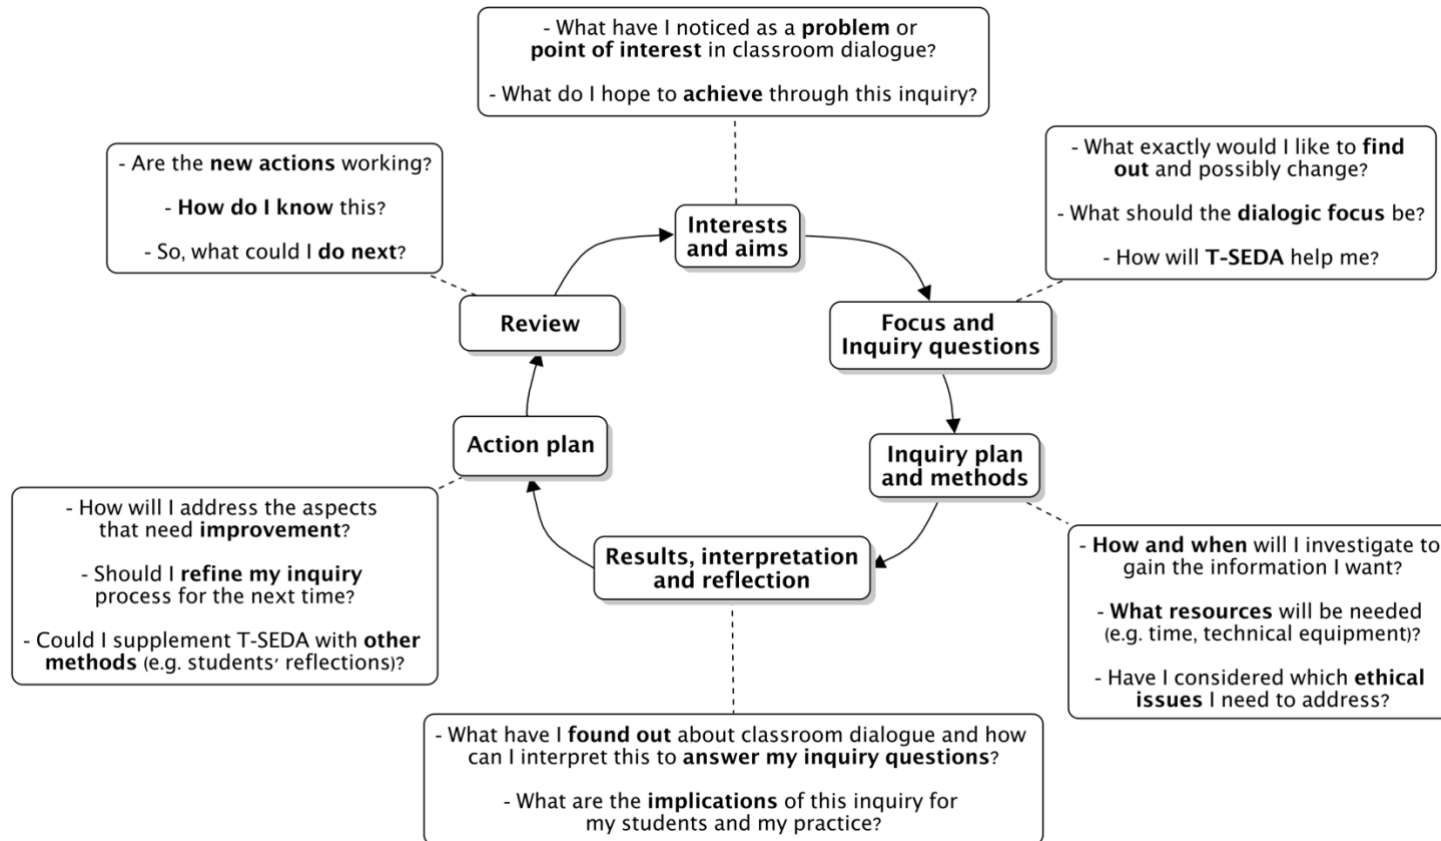 - What have I noticed as a problem or
point of interest in classroom dialogue?
- What do I hope to achieve through this inquiry?
- Are the new actions working?
- How do I know this?
- So, what could I do next?
- What exactly would I like to find
out and possibly change?
- What should the dialogic focus be?
- How will T-SEDA help me?
Interests
and aims
Review
Focus and
Inquiry questions
Action plan
Inquiry plan
and methods
- How will I address the aspects
that need improvement?
- Should I refine my inquiry
process for the next time?
- Could I supplement T-SEDA with other
methods (e.g. students' reflections)?
Results, interpretation
and reflection
- How and when will I investigate to
gain the information I want?
- What resources will be needed
(e.g. time, technical equipment)?
- Have I considered which ethical
issues I need to address?
- What have I found out about classroom dialogue and how
can I interpret this to answer my inquiry questions?
- What are the implications of this inquiry for
my students and my practice?